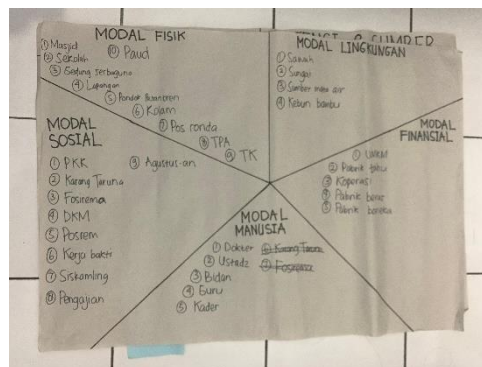 MODAL FISIK
① Masjid
② Sekolah
③ Gedung serbaguna
④ Lapangan
⑤ Pondok Pesantren
⑥ Kolam
⑦ Pos ronda
⑧ TPA
⑨ TK
⑩ Paud
MODAL LINGKUNGAN
① Sawah
② Sungai
③ Sumber mata air
④ Kebun bambu
MODAL
FINANSIAL
① UMKM
② Pabrik tahu
③ Koperasi
④ Pabrik
⑤ Pabrik
MODAL
SOSIAL
① PKK
② Karang Taruna
③ Fosrema
④ DKM
⑤ Posrem
⑥ Kerja bakti
⑦ Siskamling
⑧ Pengajian
⑨ Agustus-an
MODAL
MANUSIA
① Dokter
② Ustadz
③ Bidan
④ Guru
⑤ Kader
⑥ Karang Taruna
⑦ Fosrema